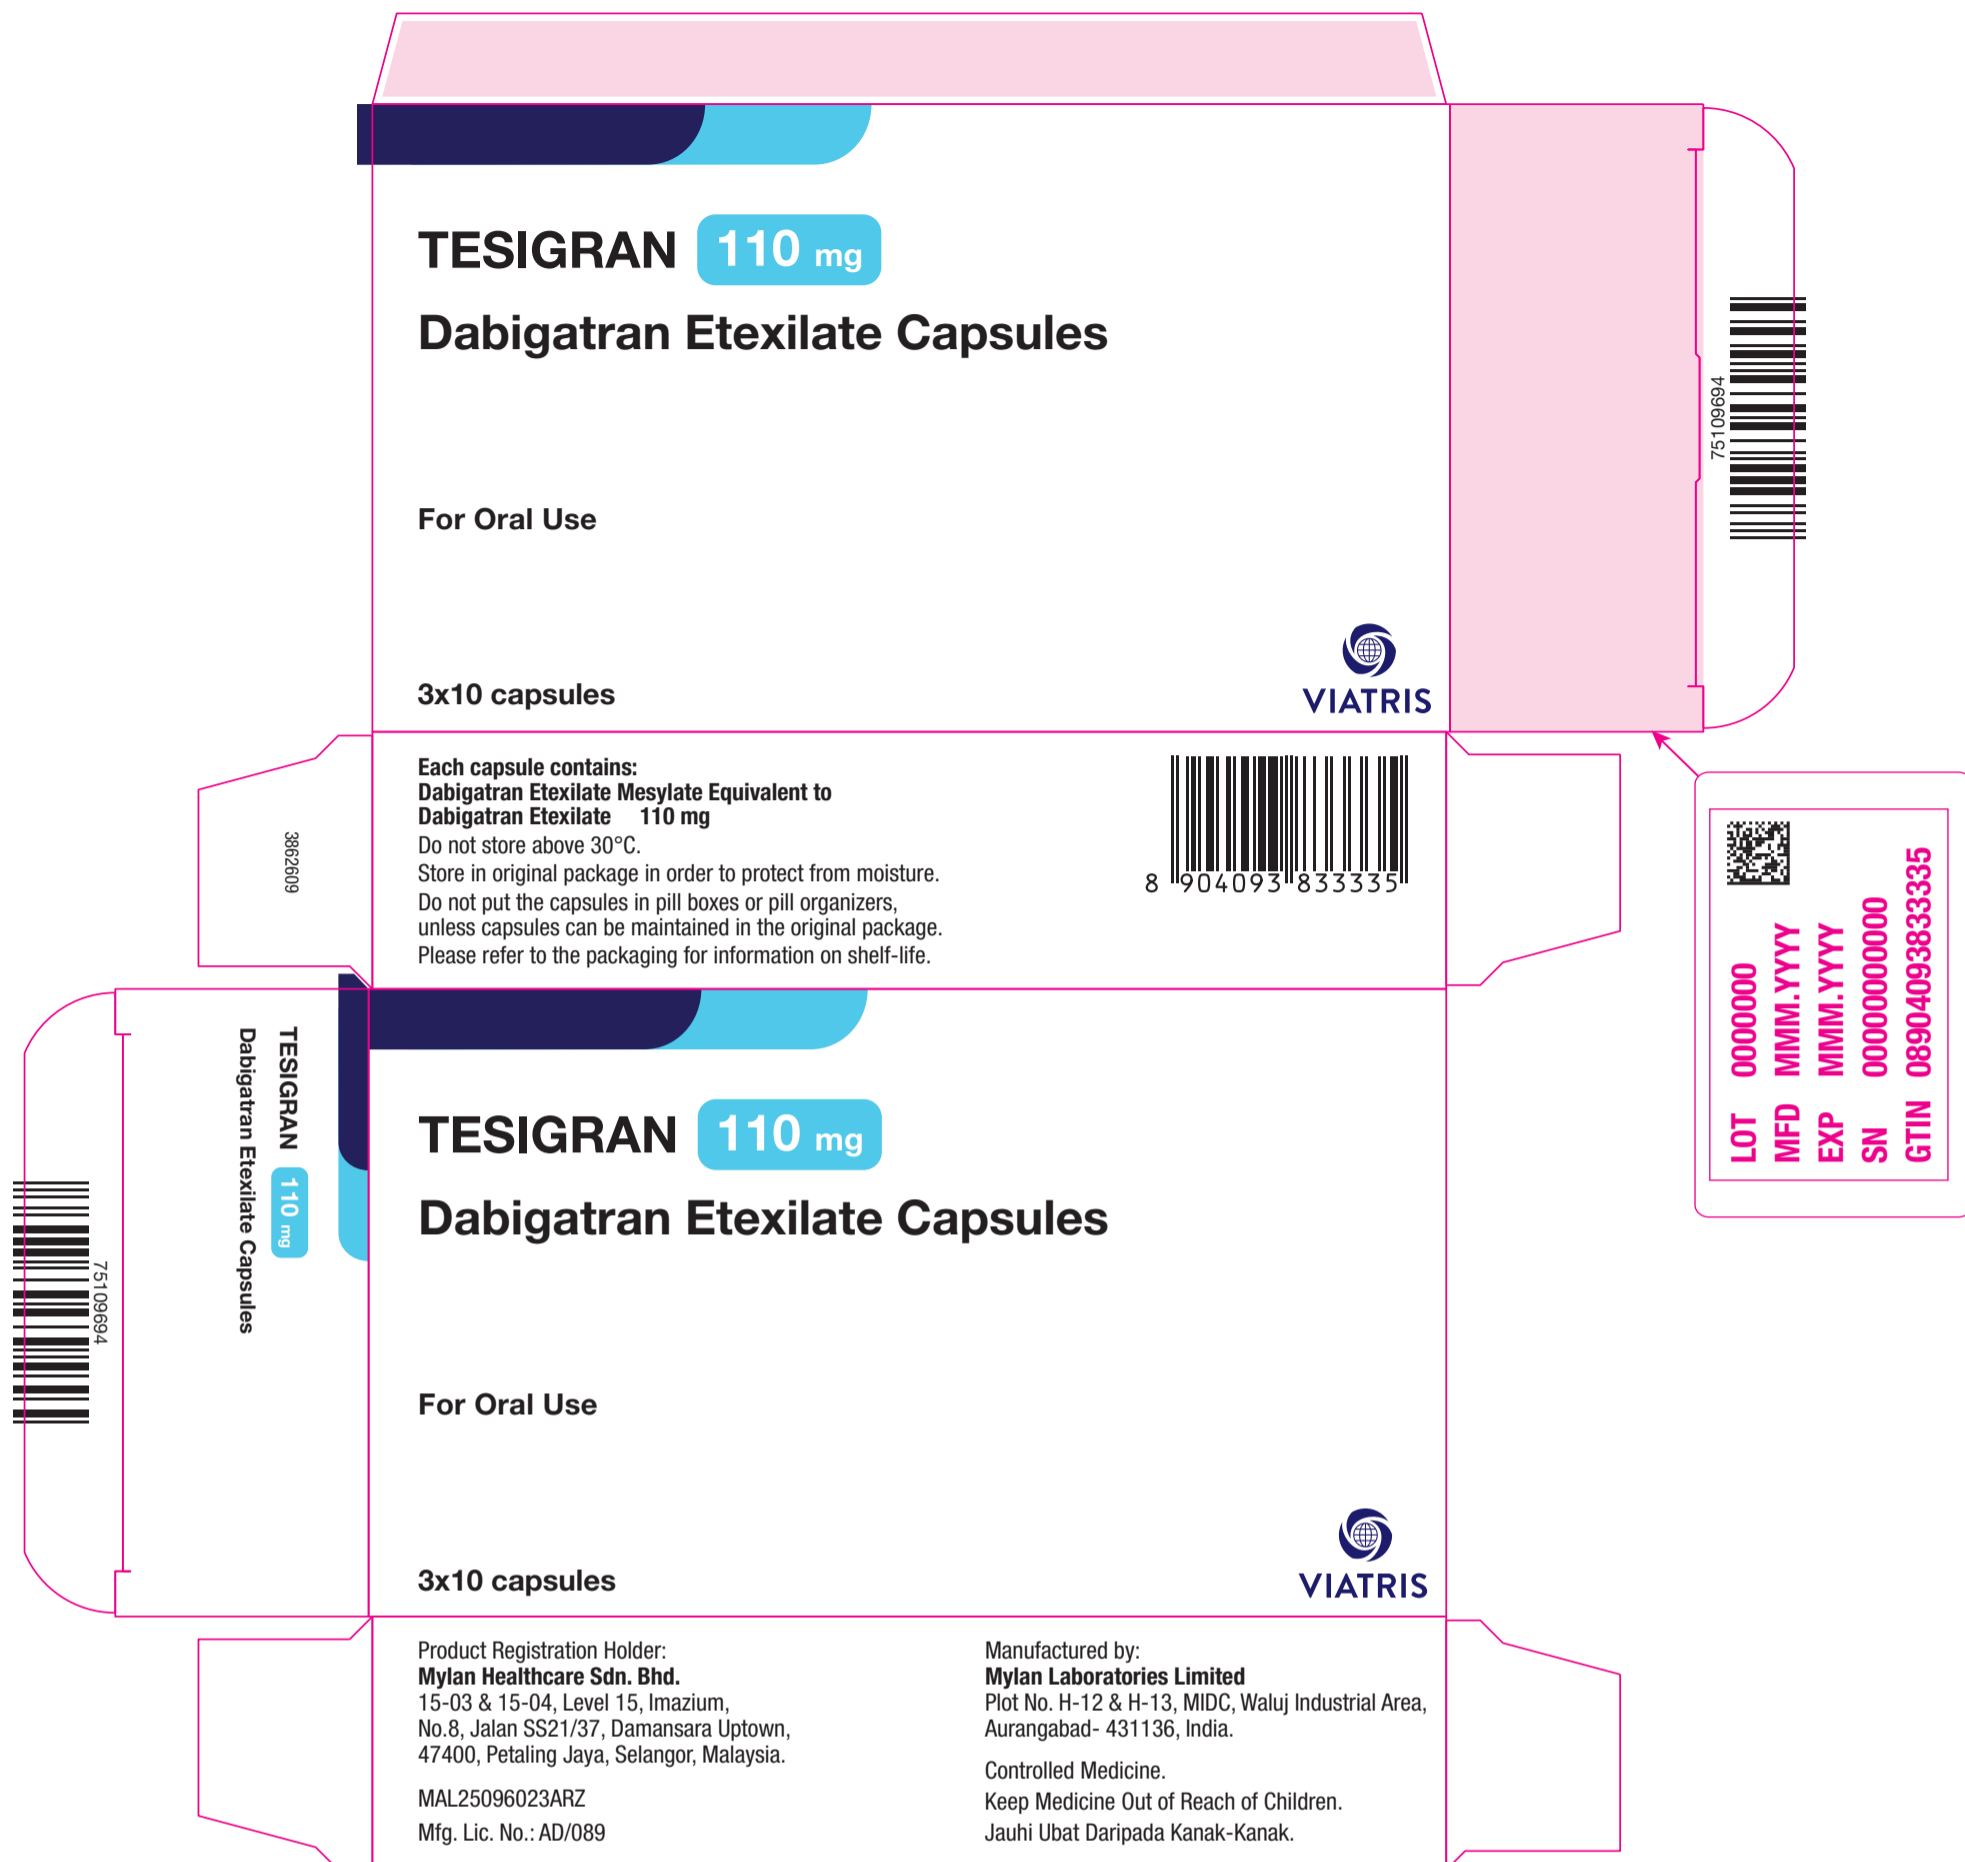 TESIGRAN 110 mg
Dabigatran Etexilate Capsules
For Oral Use
3x10 capsules
VIATRIS
75109694
Each capsule contains:
Dabigatran Etexilate Mesylate Equivalent to
Dabigatran Etexilate 110 mg
Do not store above 30°C.
Store in original package in order to protect from moisture.
Do not put the capsules in pill boxes or pill organizers,
unless capsules can be maintained in the original package.
Please refer to the packaging for information on shelf-life.
8 904093 833335
3862609
LOT 0000000
MFD MMM.YYYY
EXP MMM.YYYY
SN 0000000000
GTIN 08904093833335
TESIGRAN 110 mg
Dabigatran Etexilate Capsules
75109694
TESIGRAN 110 mg
Dabigatran Etexilate Capsules
For Oral Use
3x10 capsules
VIATRIS
Product Registration Holder:
Mylan Healthcare Sdn. Bhd.
15-03 & 15-04, Level 15, Imazium,
No.8, Jalan SS21/37, Damansara Uptown,
47400, Petaling Jaya, Selangor, Malaysia.
MAL25096023ARZ
Mfg. Lic. No.: AD/089
Manufactured by:
Mylan Laboratories Limited
Plot No. H-12 & H-13, MIDC, Waluj Industrial Area,
Aurangabad- 431136, India.
Controlled Medicine.
Keep Medicine Out of Reach of Children.
Jauhi Ubat Daripada Kanak-Kanak.